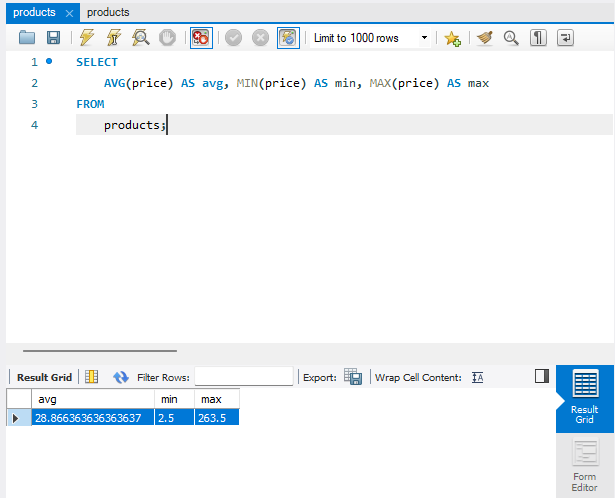 products products
Limit to 1000 rows
1 SELECT
2 AVG(price) AS avg, MIN(price) AS min, MAX(price) AS max
3 FROM
4 products;
Result Grid Filter Rows: Export: Wrap Cell Content:
avg min max
28.866363636363637 2.5 263.5
Result
Grid
Form
Editor